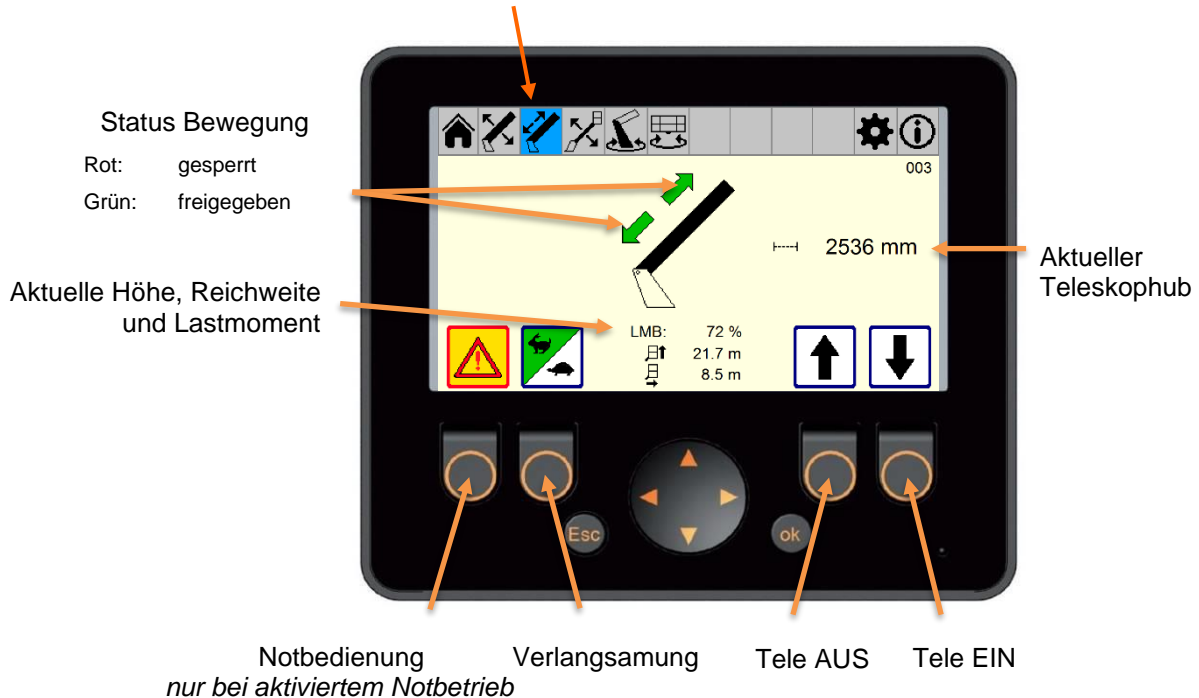 Status Bewegung
Rot: gesperrt
Grün: freigegeben
003
2536 mm
Aktueller
Teleskophub
Aktuelle Höhe, Reichweite
und Lastmoment
LMB: 72 %
21.7 m
8.5 m
Esc
ok
Notbedienung
nur bei aktiviertem Notbetrieb
Verlangsamung
Tele AUS
Tele EIN